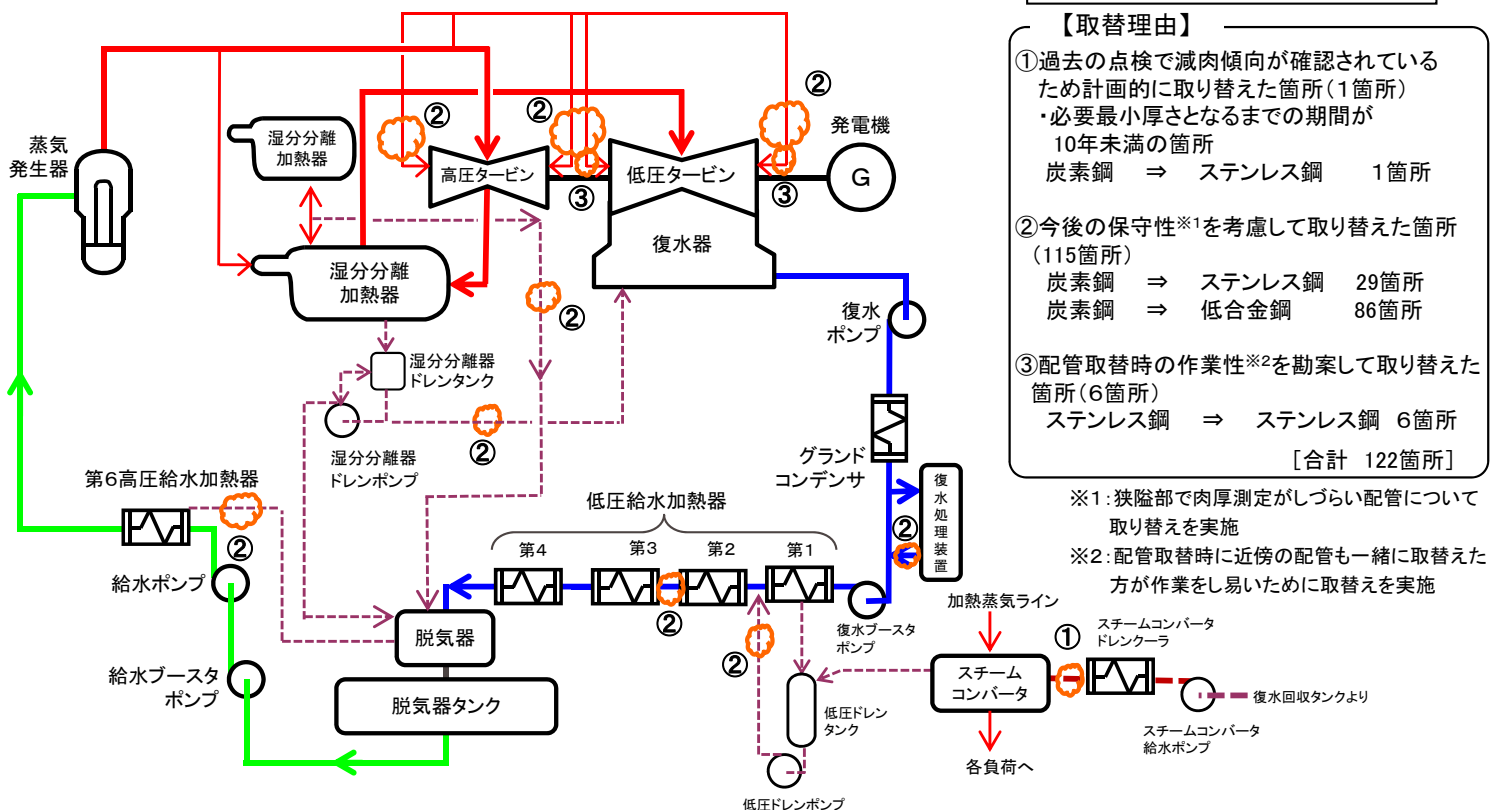 【取替理由】
①過去の点検で減肉傾向が確認されている
ため計画的に取り替えた箇所(1箇所)
・必要最小厚さとなるまでの期間が
10年未満の箇所
炭素鋼 ⇒ ステンレス鋼 1箇所
②今後の保守性※1を考慮して取り替えた箇所
(115箇所)
炭素鋼 ⇒ ステンレス鋼 29箇所
炭素鋼 ⇒ 低合金鋼 86箇所
③配管取替時の作業性※2を勘案して取り替えた
箇所(6箇所)
ステンレス鋼 ⇒ ステンレス鋼 6箇所
[合計 122箇所]
※1:狭隘部で肉厚測定がしづらい配管について
取り替えを実施
※2:配管取替時に近傍の配管も一緒に取替えた
方が作業をし易いために取替えを実施
蒸気
発生器
湿分分離
加熱器
②
高圧タービン
②
③
低圧タービン
②
③
発電機
G
復水器
湿分分離
加熱器
②
復水
ポンプ
湿分分離器
ドレンタンク
②
湿分分離器
ドレンポンプ
グランド
コンデンサ
復水処理装置
②
第6高圧給水加熱器
②
低圧給水加熱器
第4
第3
第2
第1
②
②
給水ポンプ
脱気器
復水ブースタ
ポンプ
給水ブースタ
ポンプ
脱気器タンク
低圧ドレン
タンク
低圧ドレンポンプ
加熱蒸気ライン
スチーム
コンバータ
①
スチームコンバータ
ドレンクーラ
復水回収タンクより
スチームコンバータ
給水ポンプ
各負荷へ